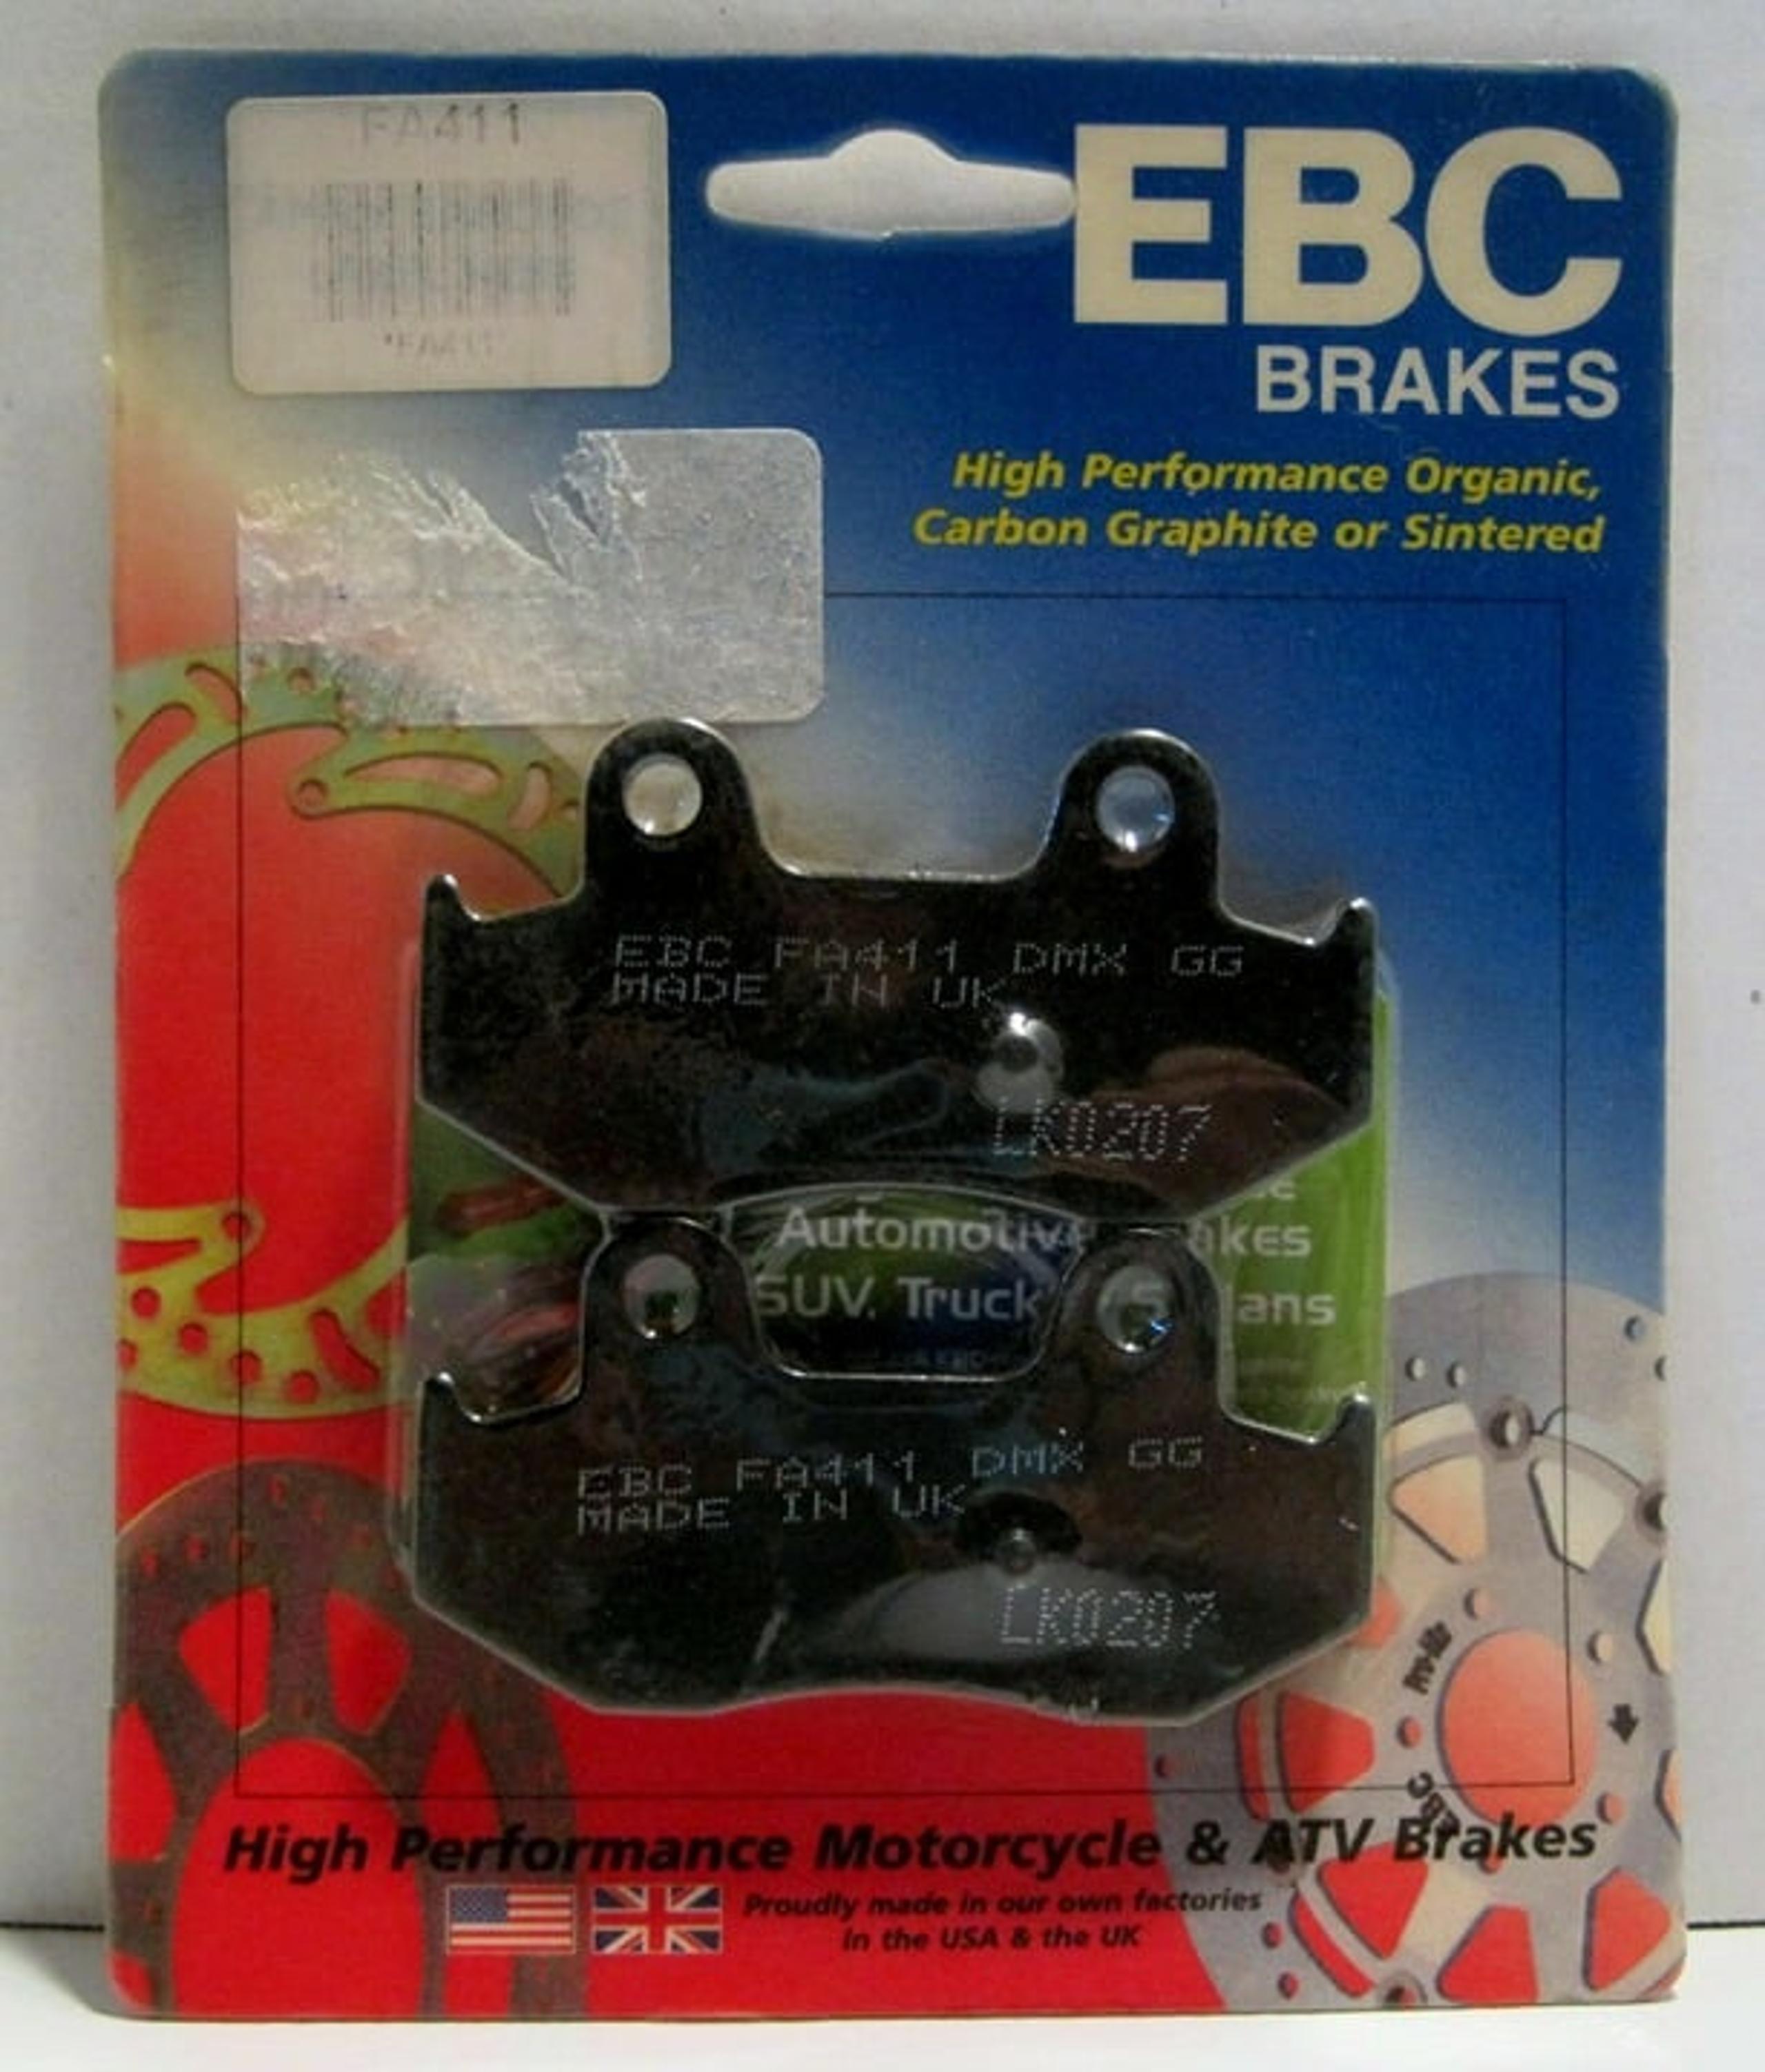 FA411
*FA411*
EBC
BRAKES
High Performance Organic,
Carbon Graphite or Sintered
EBC FA411 DMX GG
MADE IN UK
LK0207
Automotive
SUV, Truck
EBC FA411 DMX GG
MADE IN UK
LK0207
EBC
High Performance Motorcycle & ATV Brakes
Proudly made in our own factories
in the USA & the UK